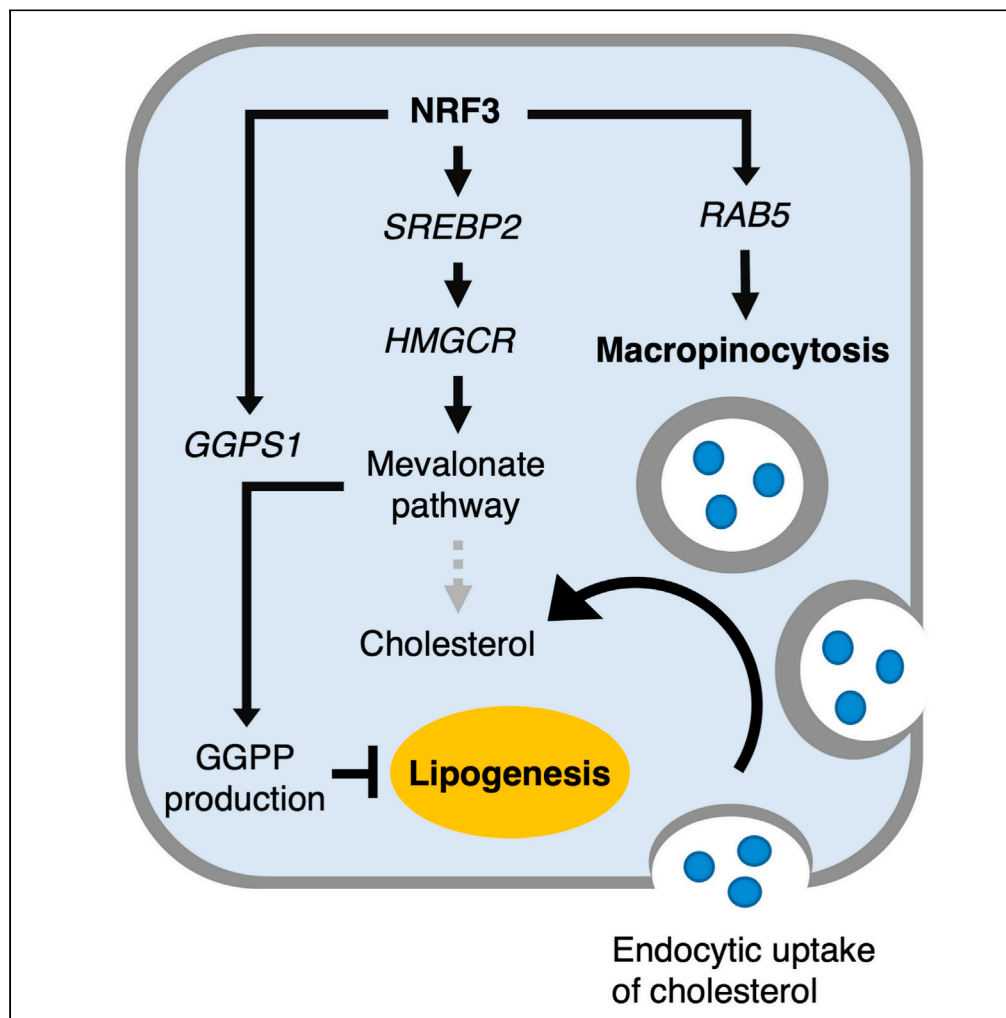 NRF3
SREBP2
RAB5
HMGCR
Macropinocytosis
GGPS1
Mevalonate
pathway
Cholesterol
GGPP
production
Lipogenesis
Endocytic uptake
of cholesterol